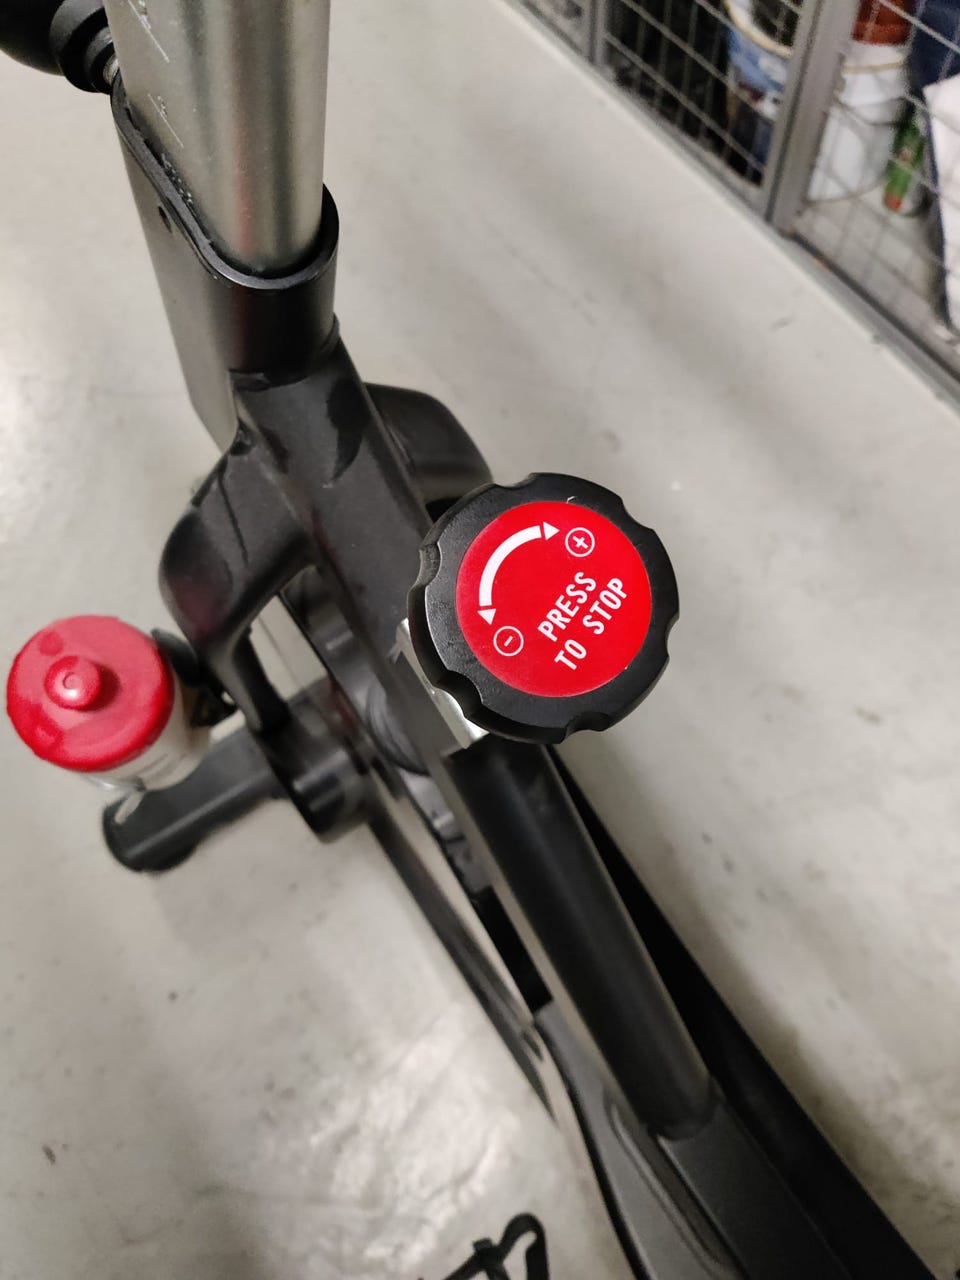 +
PRESS
TO STOP
-